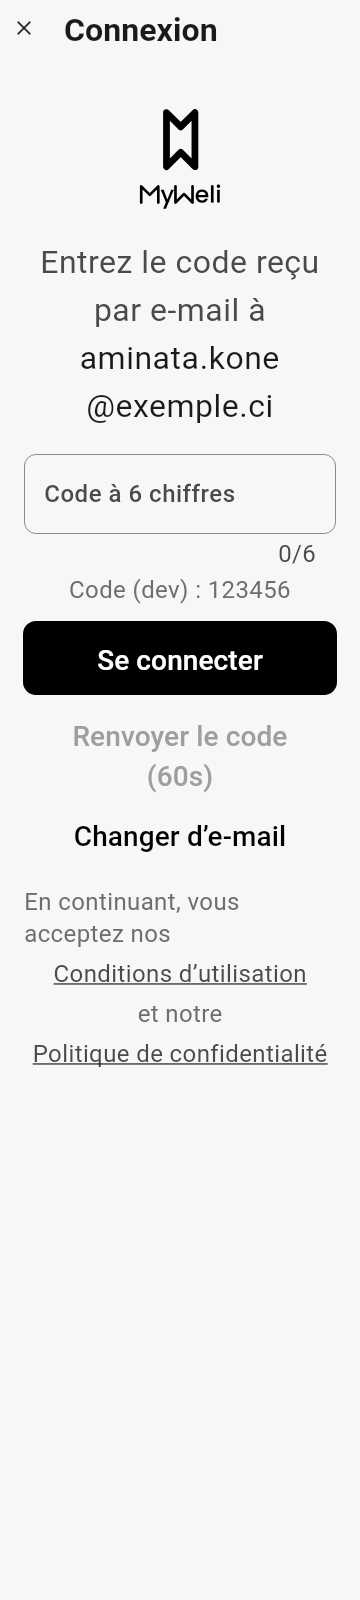 Connexion
MyWeli
Entrez le code reçu
par e-mail à
aminata.kone
@exemple.ci
Code à 6 chiffres
0/6
Code (dev) : 123456
Se connecter
Renvoyer le code
(60s)
Changer d’e-mail
En continuant, vous
acceptez nos
Conditions d’utilisation
et notre
Politique de confidentialité